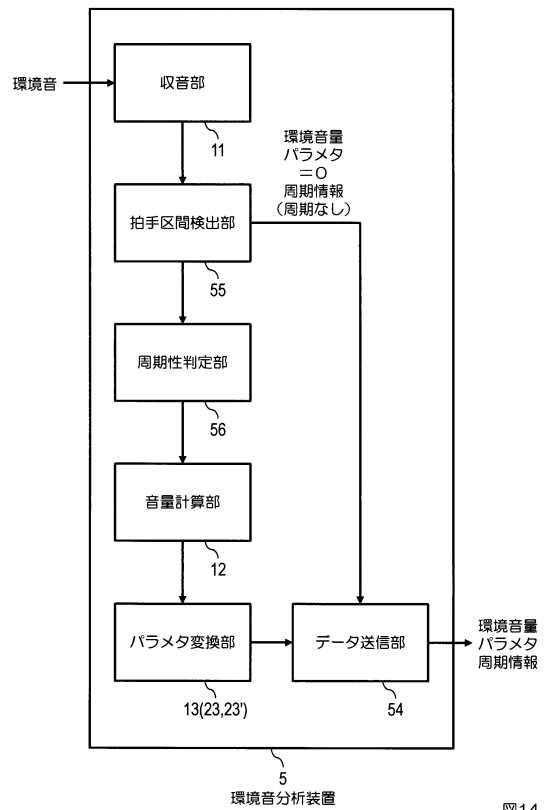 環境音
収音部
11
環境音量
パラメタ
=0
周期情報
(周期なし)
拍手区間検出部
55
周期性判定部
56
音量計算部
12
パラメタ変換部
13(23,23')
データ送信部
54
環境音量
パラメタ
周期情報
5
環境音分析装置
図14